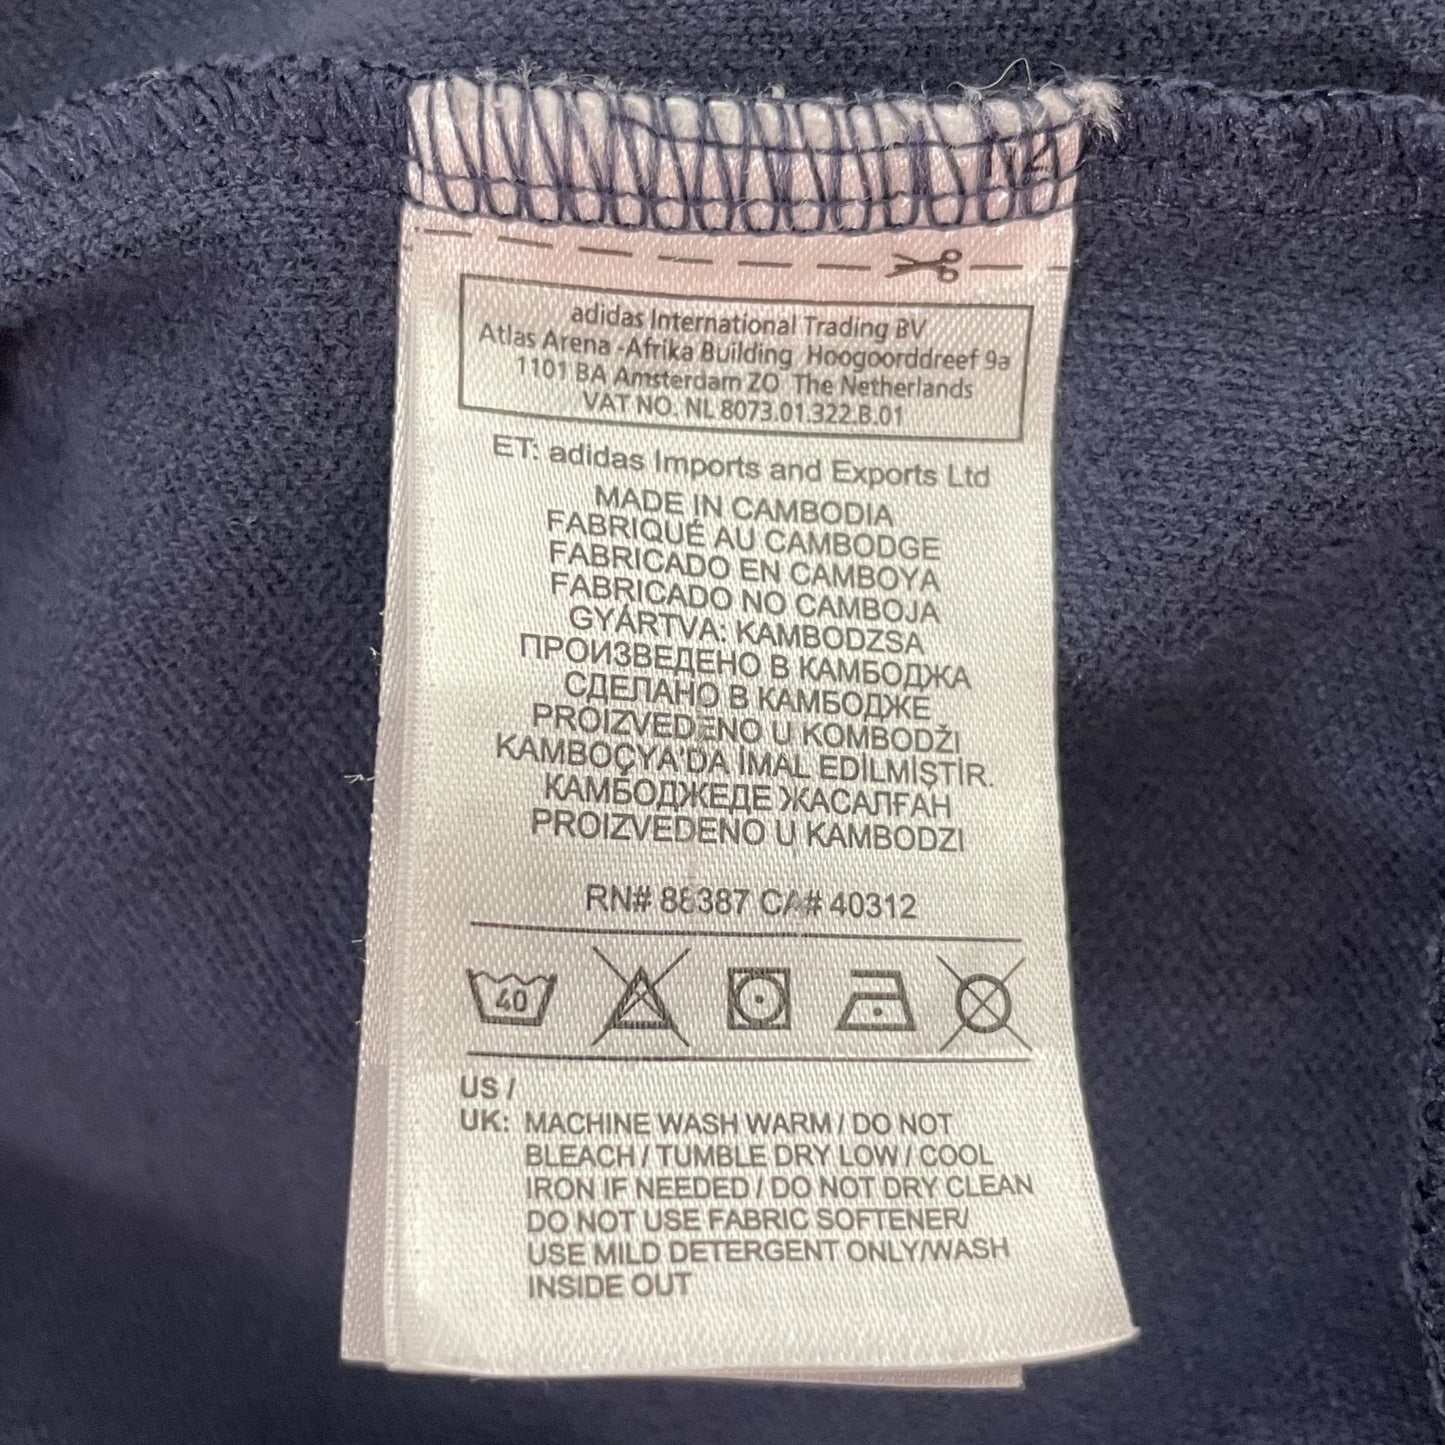 adidas International Trading BV
Atlas Arena -Afrika Building Hoogoorddreef 9a
1101 BA Amsterdam ZO The Netherlands
VAT NO. NL 8073.01.322.B.01
ET: adidas Imports and Exports Ltd
MADE IN CAMBODIA
FABRIQUÉ AU CAMBODGE
FABRICADO EN CAMBOYA
FABRICADO NO CAMBOJA
GYÁRTVA: KAMBODZSA
ПРОИЗВЕДЕНО В КАМБОДЖА
СДЕЛАНО В КАМБОДЖЕ
PROIZVEDENO U KOMBODŽI
KAMBOÇYA'DA İMAL EDİLMİŞTİR.
КАМБОДЖЕДЕ ЖАСАЛҒАН
PROIZVEDENO U KAMBODZI
RN# 88387 CA# 40312
40
US /
UK: MACHINE WASH WARM / DO NOT
BLEACH / TUMBLE DRY LOW / COOL
IRON IF NEEDED / DO NOT DRY CLEAN
DO NOT USE FABRIC SOFTENER/
USE MILD DETERGENT ONLY/WASH
INSIDE OUT